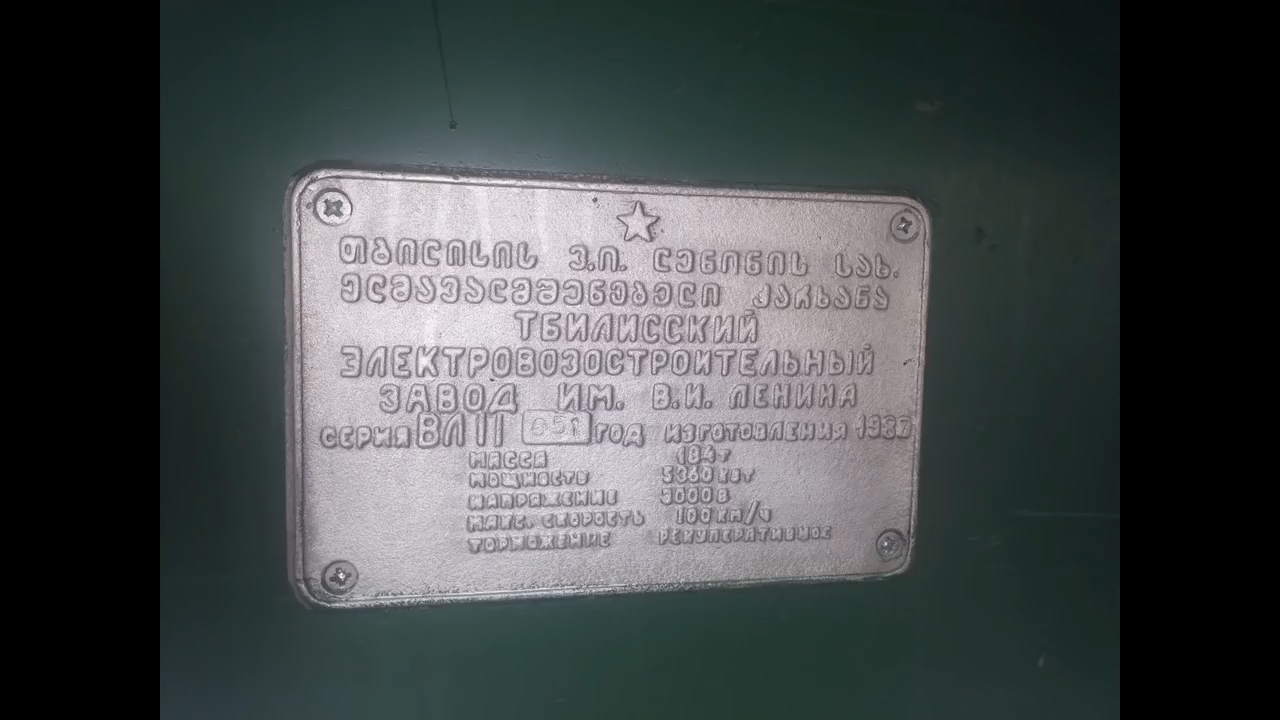 თბილისის ვ.ი. ლენინის სახ.
ელმავალმშენებელი ქარხანა
ТБИЛИССКИЙ
ЭЛЕКТРОВОЗОСТРОИТЕЛЬНЫЙ
ЗАВОД ИМ. В.И. ЛЕНИНА
СЕРИЯ ВЛ11 051 ГОД ИЗГОТОВЛЕНИЯ 1987
МАССА 184т
МОЩНОСТЬ 5360 КВТ
НАПРЯЖЕНИЕ 3000 В
МАКС. СКОРОСТЬ 100 КМ/Ч
ТОРМОЖЕНИЕ РЕКУПЕРАТИВНОЕ